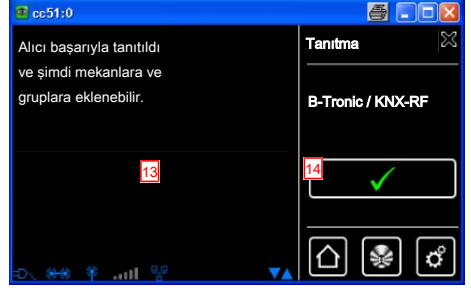 cc51:0
Alıcı başarıyla tanıtıldı
ve şimdi mekanlara ve
gruplara eklenebilir.
13
Tanıtma
B-Tronic / KNX-RF
14